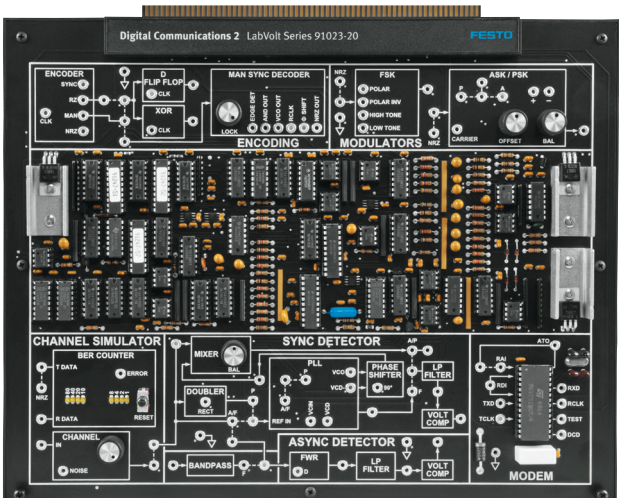 Digital Communications 2 LabVolt Series 91023-20
FESTO
ENCODER
SYNC
RZ
MAN
NRZ
CLK
D
FLIP FLOP
CLK
XOR
CLK
MAN SYNC DECODER
LOCK
EDGE DET
AND OUT
VCO OUT
RCLK
Φ SHIFT
NRZ OUT
ENCODING
FSK
NRZ
POLAR
POLAR INV
HIGH TONE
LOW TONE
MODULATORS
ASK / PSK
P
A
+
−
NRZ
CARRIER
OFFSET
BAL
CHANNEL SIMULATOR
BER COUNTER
T DATA
ERROR
NRZ
R DATA
RESET
CHANNEL
IN
NOISE
SYNC DETECTOR
MIXER
BAL
DOUBLER
RECT
A/F
PLL
P
A/F
REF IN
VCO
VCO
VCIN
VCO
PHASE
SHIFTER
90°
A/P
LP
FILTER
VOLT
COMP
BANDPASS
F
ASYNC DETECTOR
FWR
D
LP
FILTER
VOLT
COMP
ATO
RAI
RDI
TXD
TCLK
RXD
RCLK
TEST
DCD
MODEM